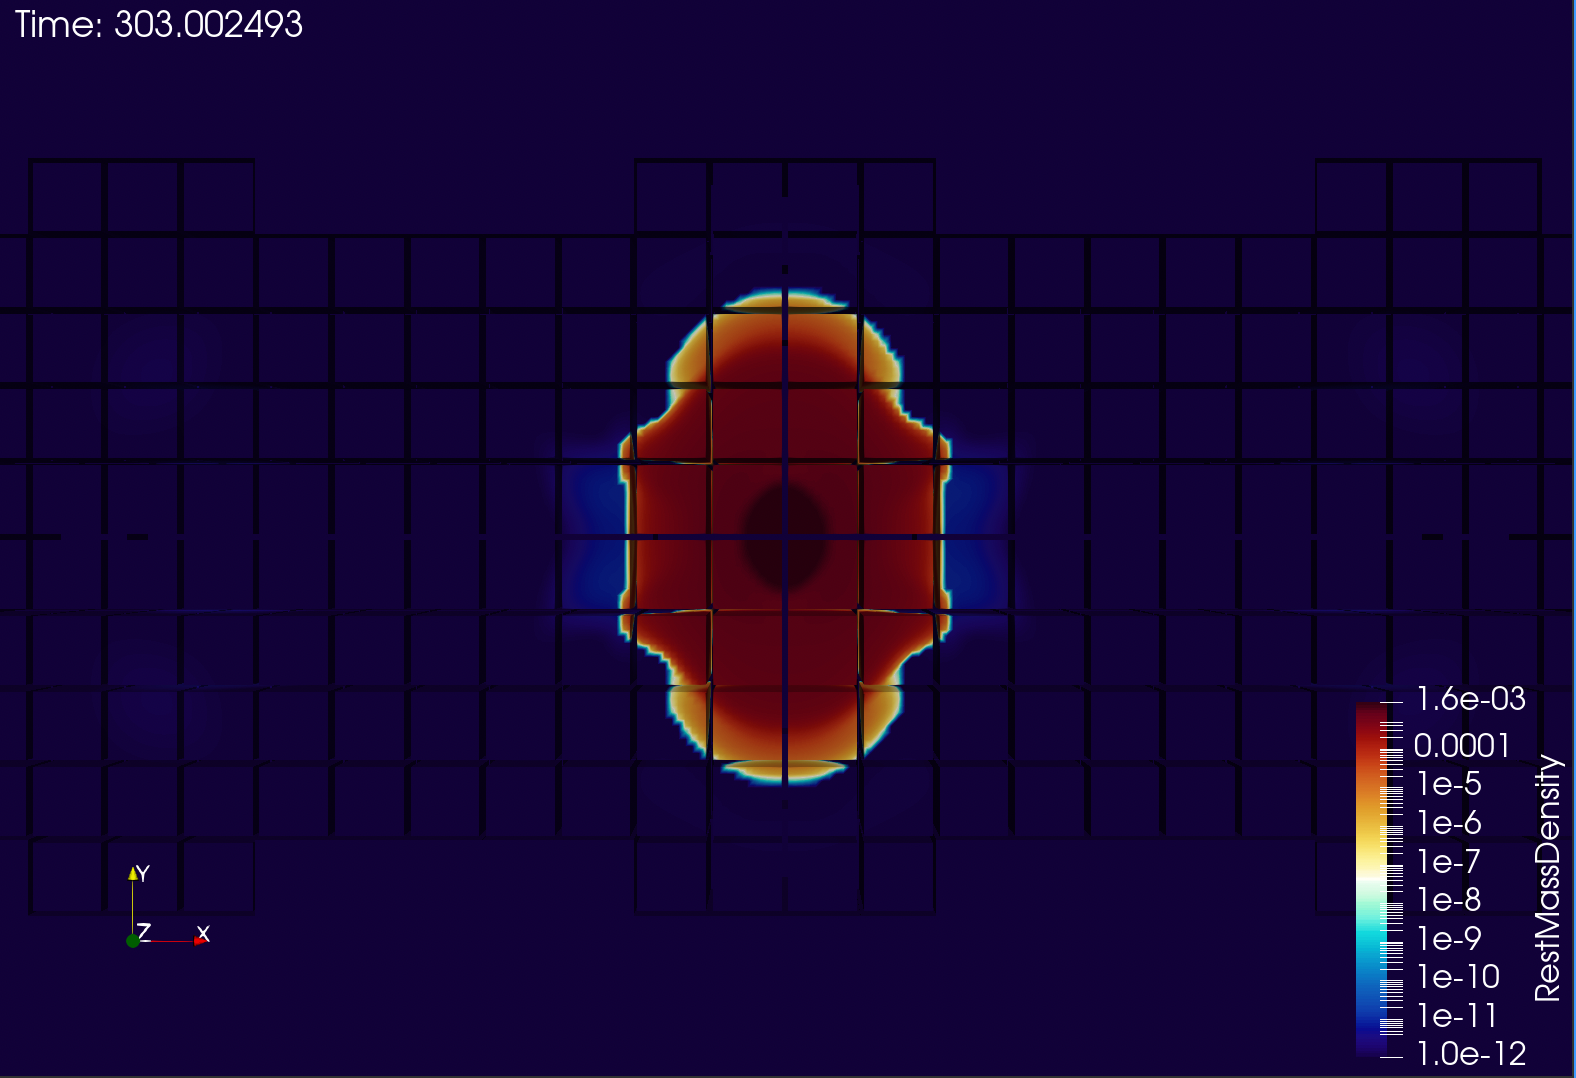 Time: 303.002493
1.6e-03
0.0001
1e-5
1e-6
1e-7
1e-8
1e-9
1e-10
1e-11
1.0e-12
RestMassDensity
Y
Z
X